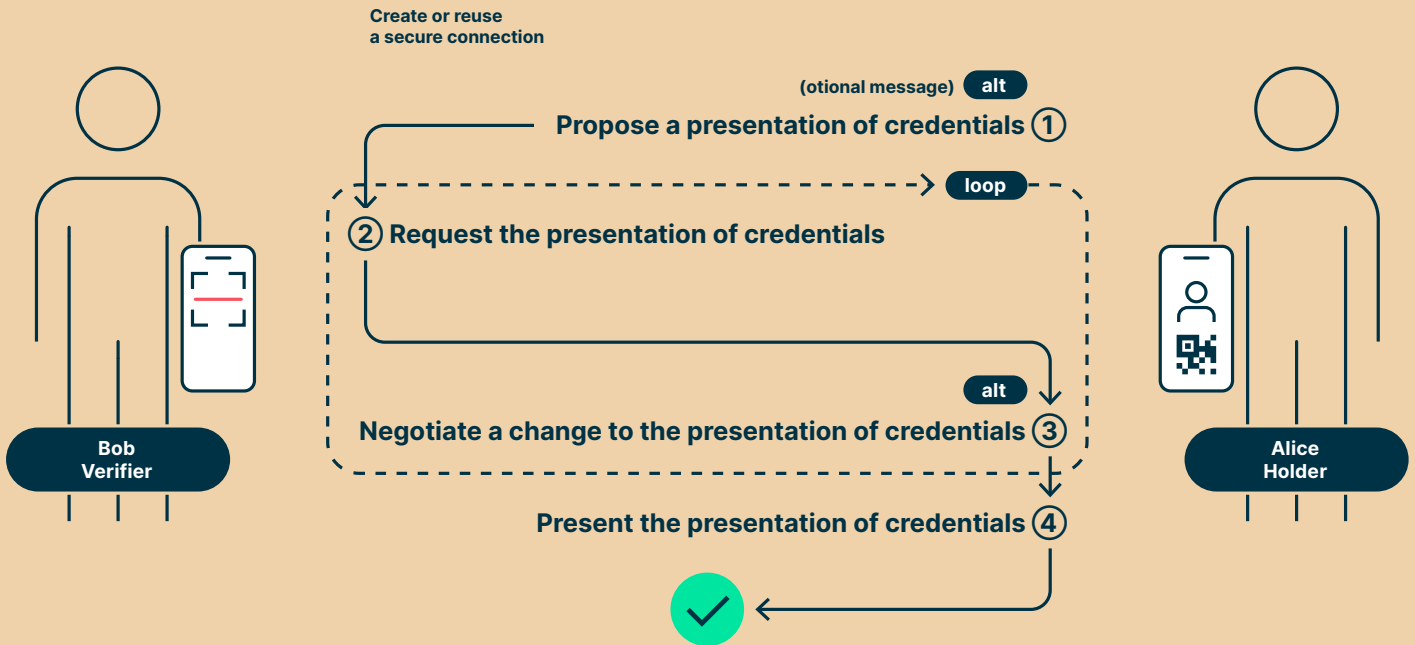 Create or reuse
a secure connection
(otional message) alt
Propose a presentation of credentials 1
loop
2 Request the presentation of credentials
alt
Negotiate a change to the presentation of credentials 3
Bob
Verifier
Alice
Holder
Present the presentation of credentials 4